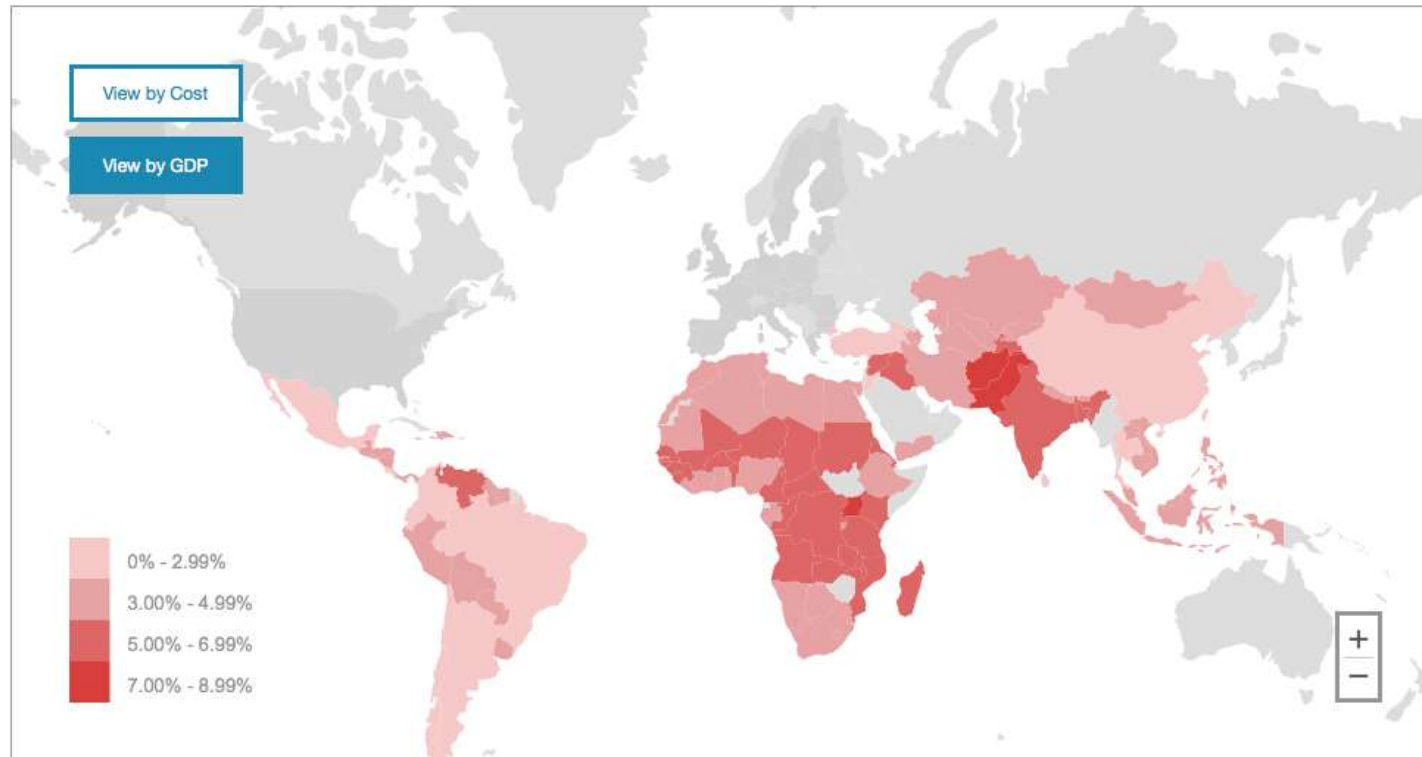 View by Cost
View by GDP
0% - 2.99%
3.00% - 4.99%
5.00% - 6.99%
7.00% - 8.99%
+
−